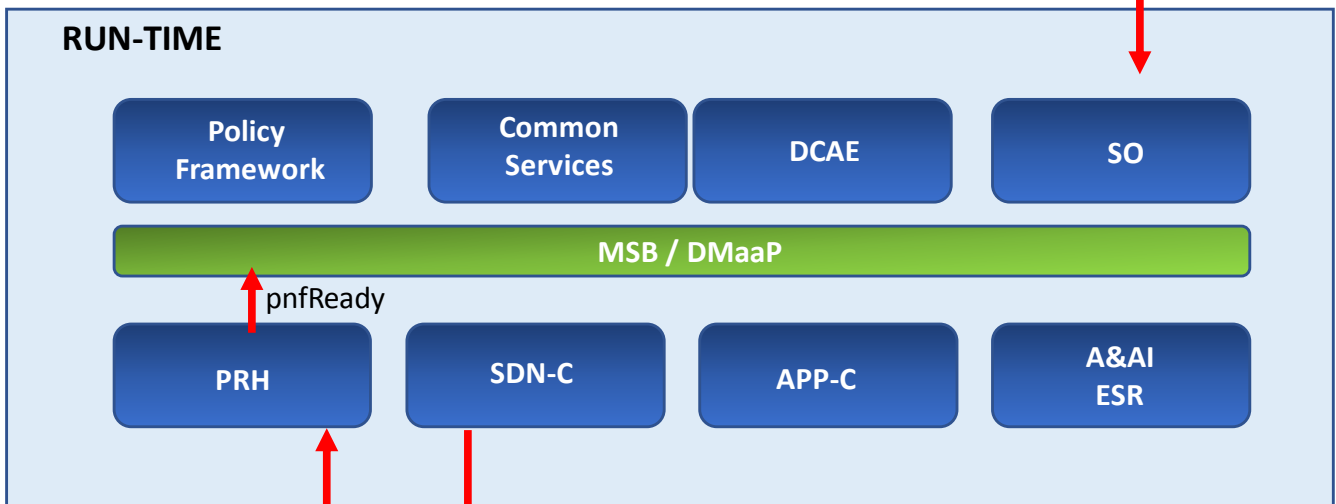 RUN-TIME
Policy
Framework
Common
Services
DCAE
SO
MSB / DMaaP
pnfReady
PRH
SDN-C
APP-C
A&AI
ESR